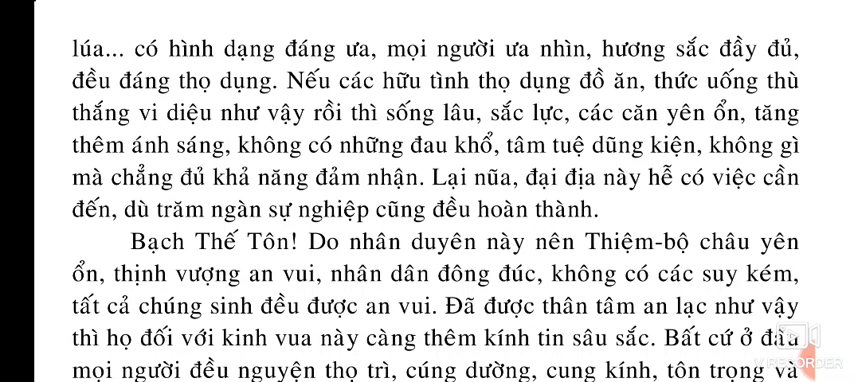 lúa... có hình dạng đáng ưa, mọi người ưa nhìn, hương sắc đầy đủ,
đều đáng thọ dụng. Nếu các hữu tình thọ dụng đồ ăn, thức uống thù
thắng vi diệu như vậy rồi thì sống lâu, sắc lực, các căn yên ổn, tăng
thêm ánh sáng, không có những đau khổ, tâm tuệ dũng kiện, không gì
mà chẳng đủ khả năng đảm nhận. Lại nữa, đại địa này hễ có việc cần
đến, dù trăm ngàn sự nghiệp cũng đều hoàn thành.
Bạch Thế Tôn! Do nhân duyên này nên Thiệm-bộ châu yên
ổn, thịnh vượng an vui, nhân dân đông đúc, không có các suy kém,
tất cả chúng sinh đều được an vui. Đã được thân tâm an lạc như vậy
thì họ đối với kinh vua này càng thêm kính tin sâu sắc. Bất cứ ở đâu
mọi người đều nguyện thọ trì, cúng dường, cung kính, tôn trọng và
V RECORDER